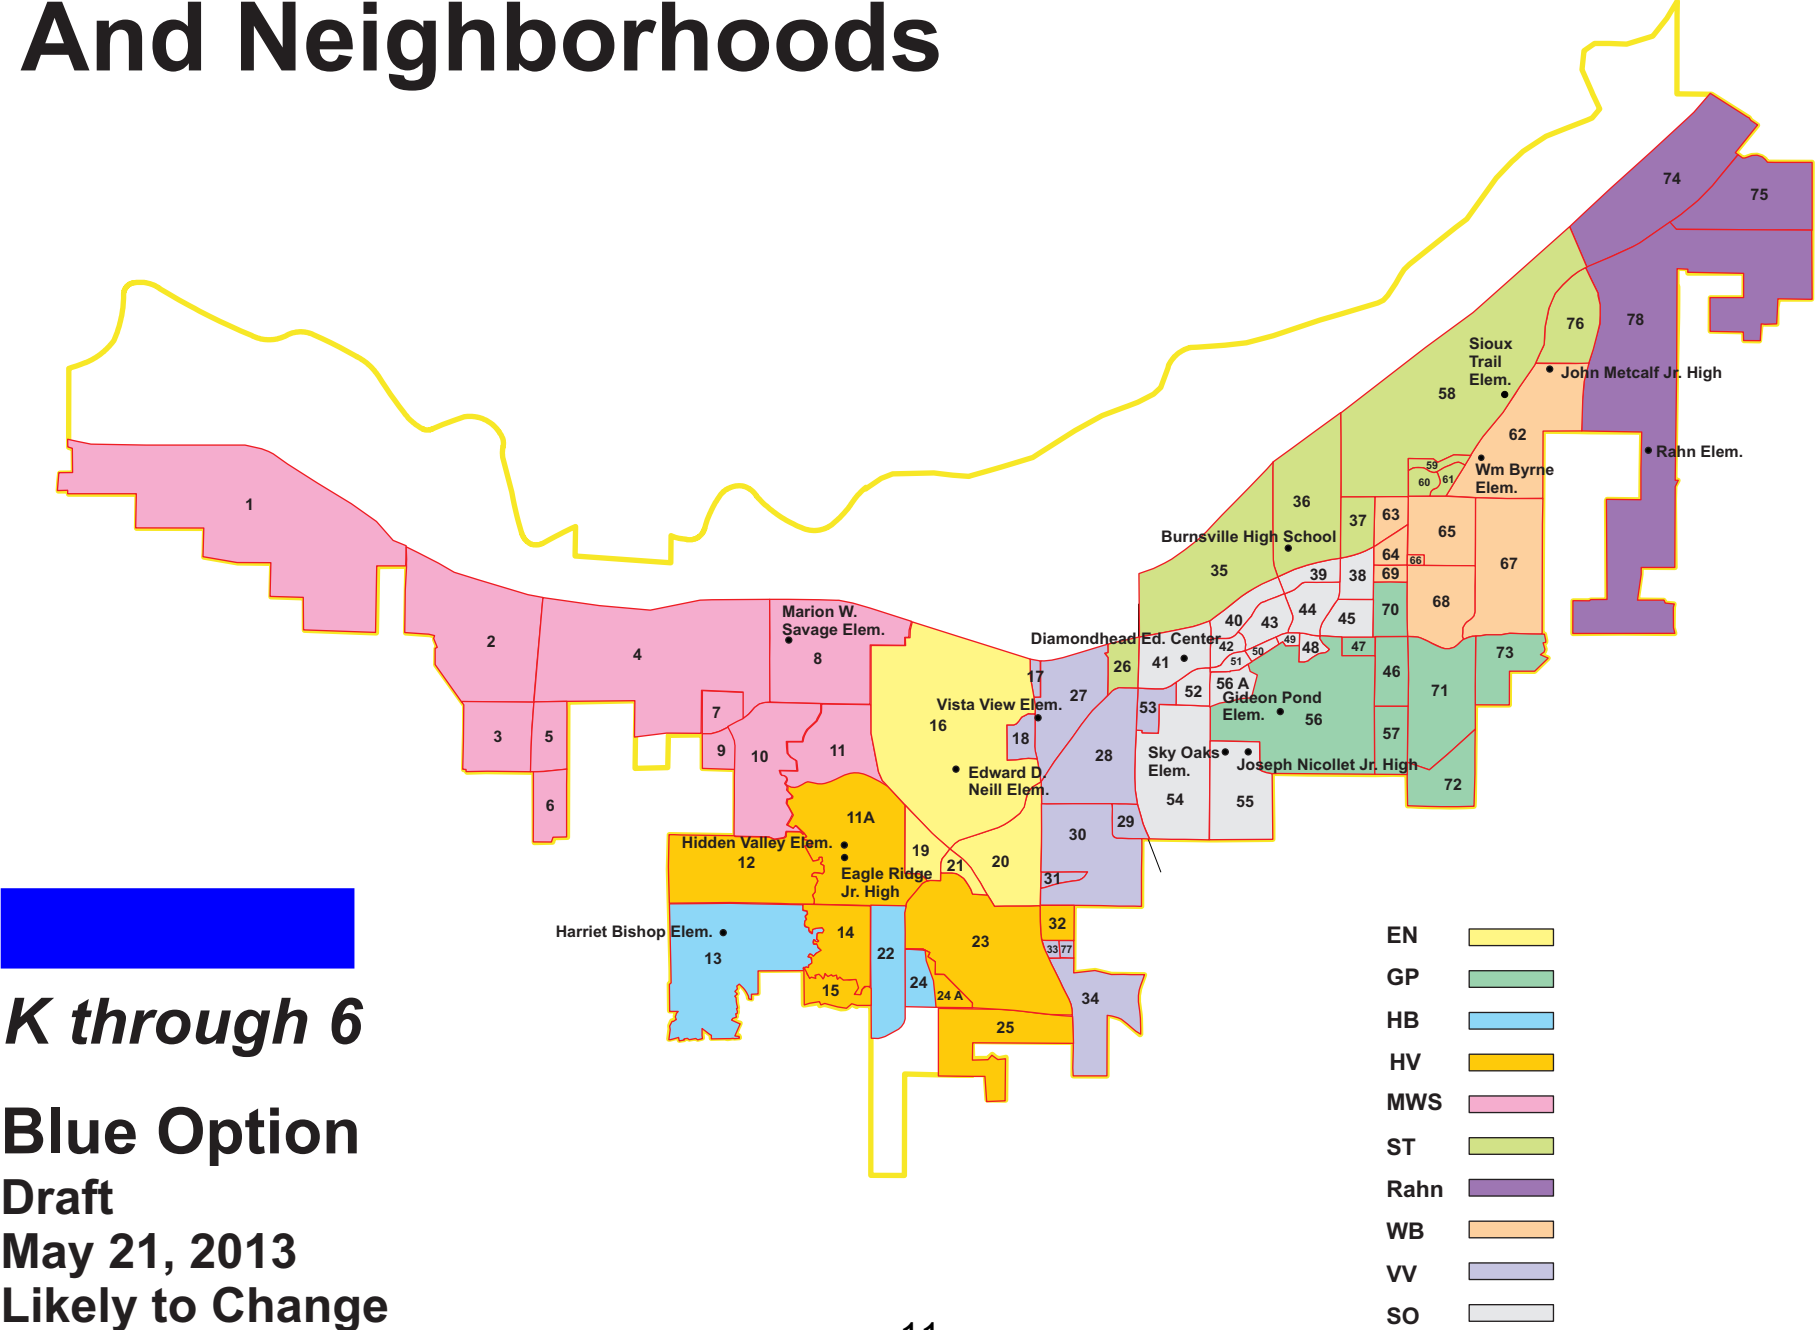 And Neighborhoods
74
75
76
78
Sioux
Trail
Elem.
John Metcalf Jr. High
58
62
Rahn Elem.
59
60
61
Wm Byrne
Elem.
1
36
37
63
65
Burnsville High School
64
66
67
35
39
38
69
68
2
4
Marion W.
Savage Elem.
8
40
43
44
45
70
Diamondhead Ed. Center
41
42
49
48
47
50
51
73
17
27
26
52
56 A
46
71
3
5
7
9
10
11
16
Vista View Elem.
18
53
Gideon Pond
Elem.
56
57
28
Sky Oaks
Elem.
Joseph Nicollet Jr. High
Edward D.
Neill Elem.
72
6
54
55
11A
29
30
Hidden Valley Elem.
12
19
21
20
Eagle Ridge
Jr. High
31
Harriet Bishop Elem.
13
14
22
23
32
33
77
15
24
24 A
34
25
K through 6
Blue Option
Draft
May 21, 2013
Likely to Change
EN
GP
HB
HV
MWS
ST
Rahn
WB
VV
SO
11